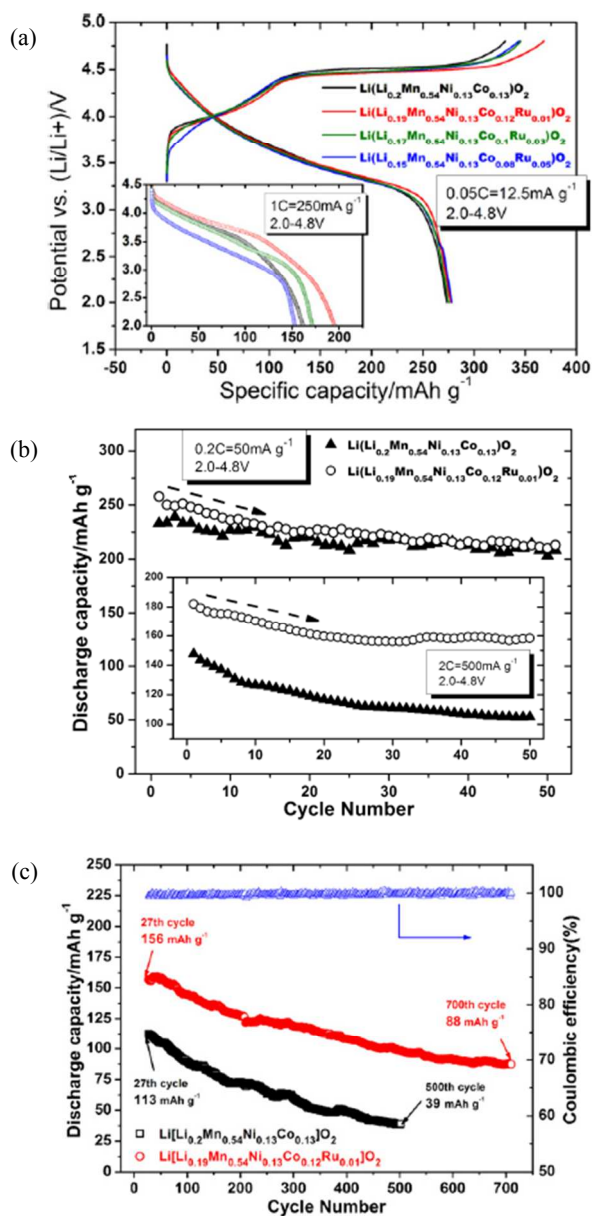 (a)
5.0
4.5
4.0
3.5
3.0
2.5
2.0
1.5
Potential vs. (Li/Li+)/V
Li(Li0.2Mn0.54Ni0.13Co0.13)O2
Li(Li0.19Mn0.54Ni0.13Co0.12Ru0.01)O2
Li(Li0.17Mn0.54Ni0.13Co0.1Ru0.03)O2
Li(Li0.15Mn0.54Ni0.13Co0.08Ru0.05)O2
0.05C=12.5mA g-1
2.0-4.8V
4.5
4.0
3.5
3.0
2.5
2.0
1C=250mA g-1
2.0-4.8V
0 50 100 150 200
-50 0 50 100 150 200 250 300 350 400
Specific capacity/mAh g-1
(b)
300
250
200
150
100
50
0
Discharge capacity/mAh g-1
0.2C=50mA g-1
2.0-4.8V
Li(Li0.2Mn0.54Ni0.13Co0.13)O2
Li(Li0.19Mn0.54Ni0.13Co0.12Ru0.01)O2
200
180
160
140
120
100
2C=500mA g-1
2.0-4.8V
0 10 20 30 40 50
0 10 20 30 40 50
Cycle Number
(c)
250
225
200
175
150
125
100
75
50
25
0
Discharge capacity/mAh g-1
27th cycle
156 mAh g-1
700th cycle
88 mAh g-1
27th cycle
113 mAh g-1
500th cycle
39 mAh g-1
Li[Li0.2Mn0.54Ni0.13Co0.13]O2
Li[Li0.19Mn0.54Ni0.13Co0.12Ru0.01]O2
100
90
80
70
60
50
Coulombic efficiency(%)
0 100 200 300 400 500 600 700
Cycle Number